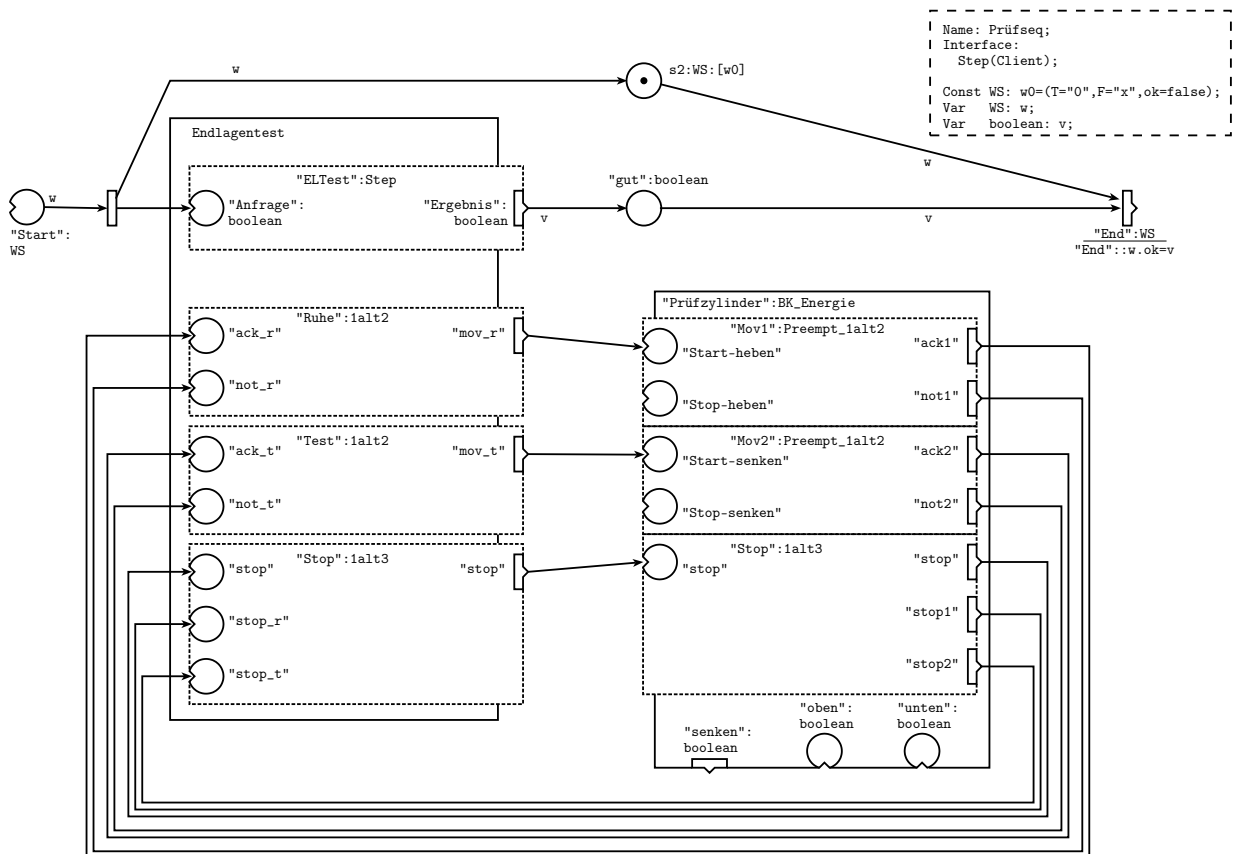 Name: Prüfseq;
Interface:
Step(Client);
Const WS: w0=(T="0",F="x",ok=false);
Var   WS: w;
Var   boolean: v;
w
s2:WS:[w0]
Endlagentest
w
"ELTest":Step
"gut":boolean
w
"Anfrage":
boolean
"Ergebnis":
boolean
v
v
"Start":
WS
"End":WS
"End"::w.ok=v
"Prüfzylinder":BK_Energie
"Ruhe":1alt2
"ack_r"
"mov_r"
"not_r"
"Mov1":Preempt_1alt2
"Start-heben"
"ack1"
"Stop-heben"
"not1"
"Test":1alt2
"ack_t"
"mov_t"
"not_t"
"Mov2":Preempt_1alt2
"Start-senken"
"ack2"
"Stop-senken"
"not2"
"Stop":1alt3
"stop"
"stop"
"stop_r"
"stop_t"
"Stop":1alt3
"stop"
"stop"
"stop1"
"stop2"
"senken":
boolean
"oben":
boolean
"unten":
boolean